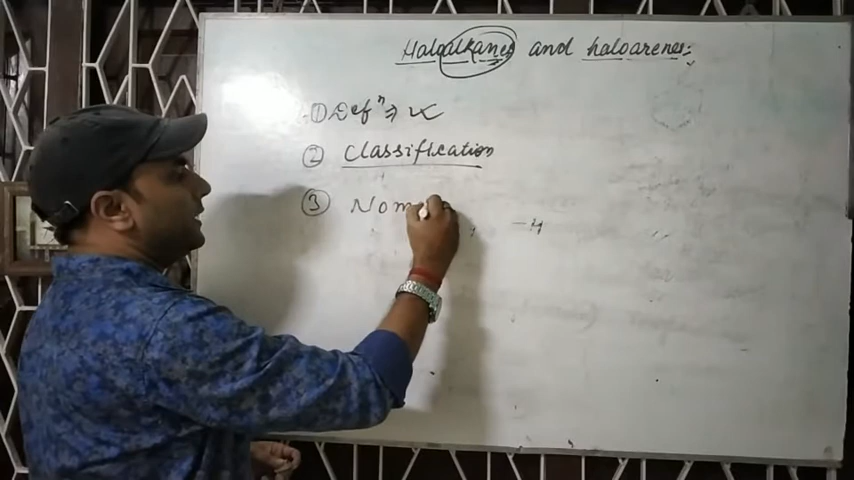 Haloalkanes and haloarenes:
① Defⁿ ⇒
② Classification
③ Nom